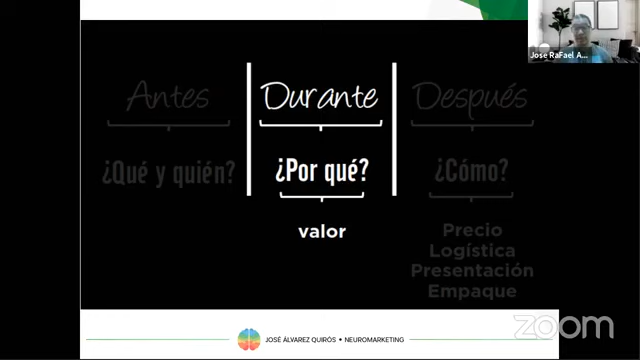 Jose RaFael A...
Antes
Durante
Después
¿Qué y quién?
¿Por qué?
¿Cómo?
valor
Precio
Logística
Presentación
Empaque
zoom
JOSÉ ÁLVAREZ QUIRÓS • NEUROMARKETING